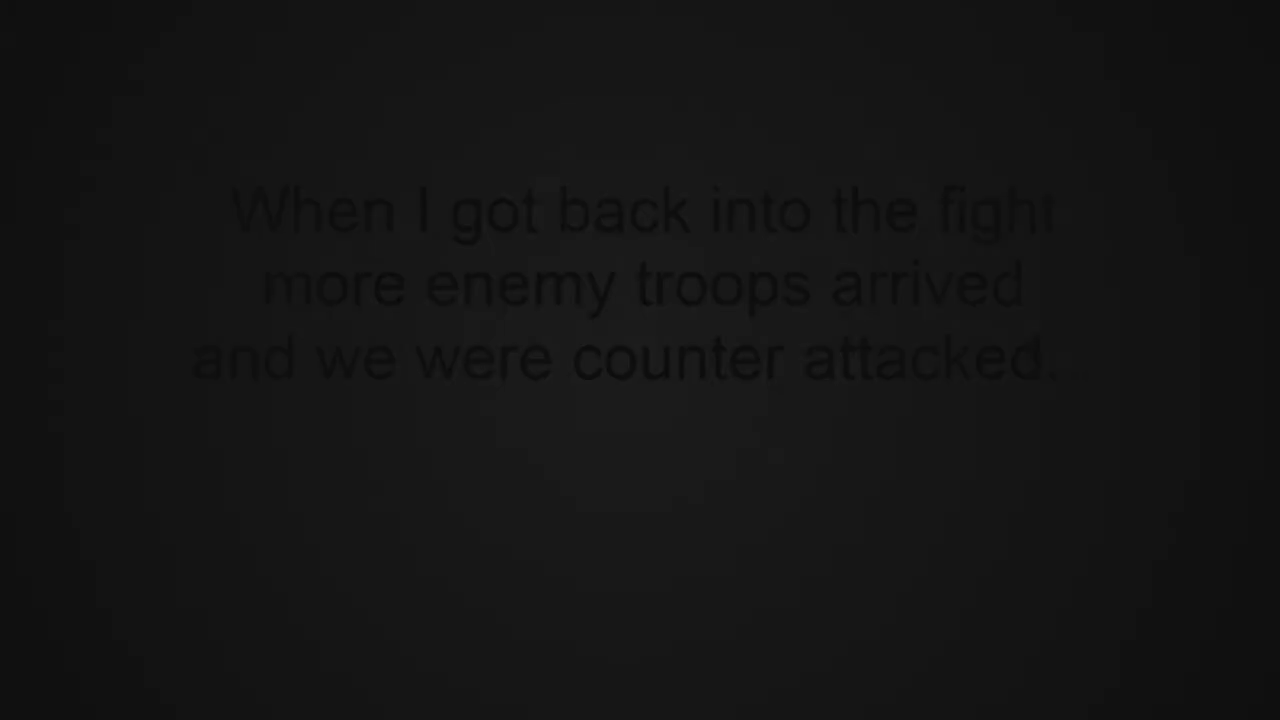 When I got back into the fight
more enemy troops arrived
and we were counter attacked...